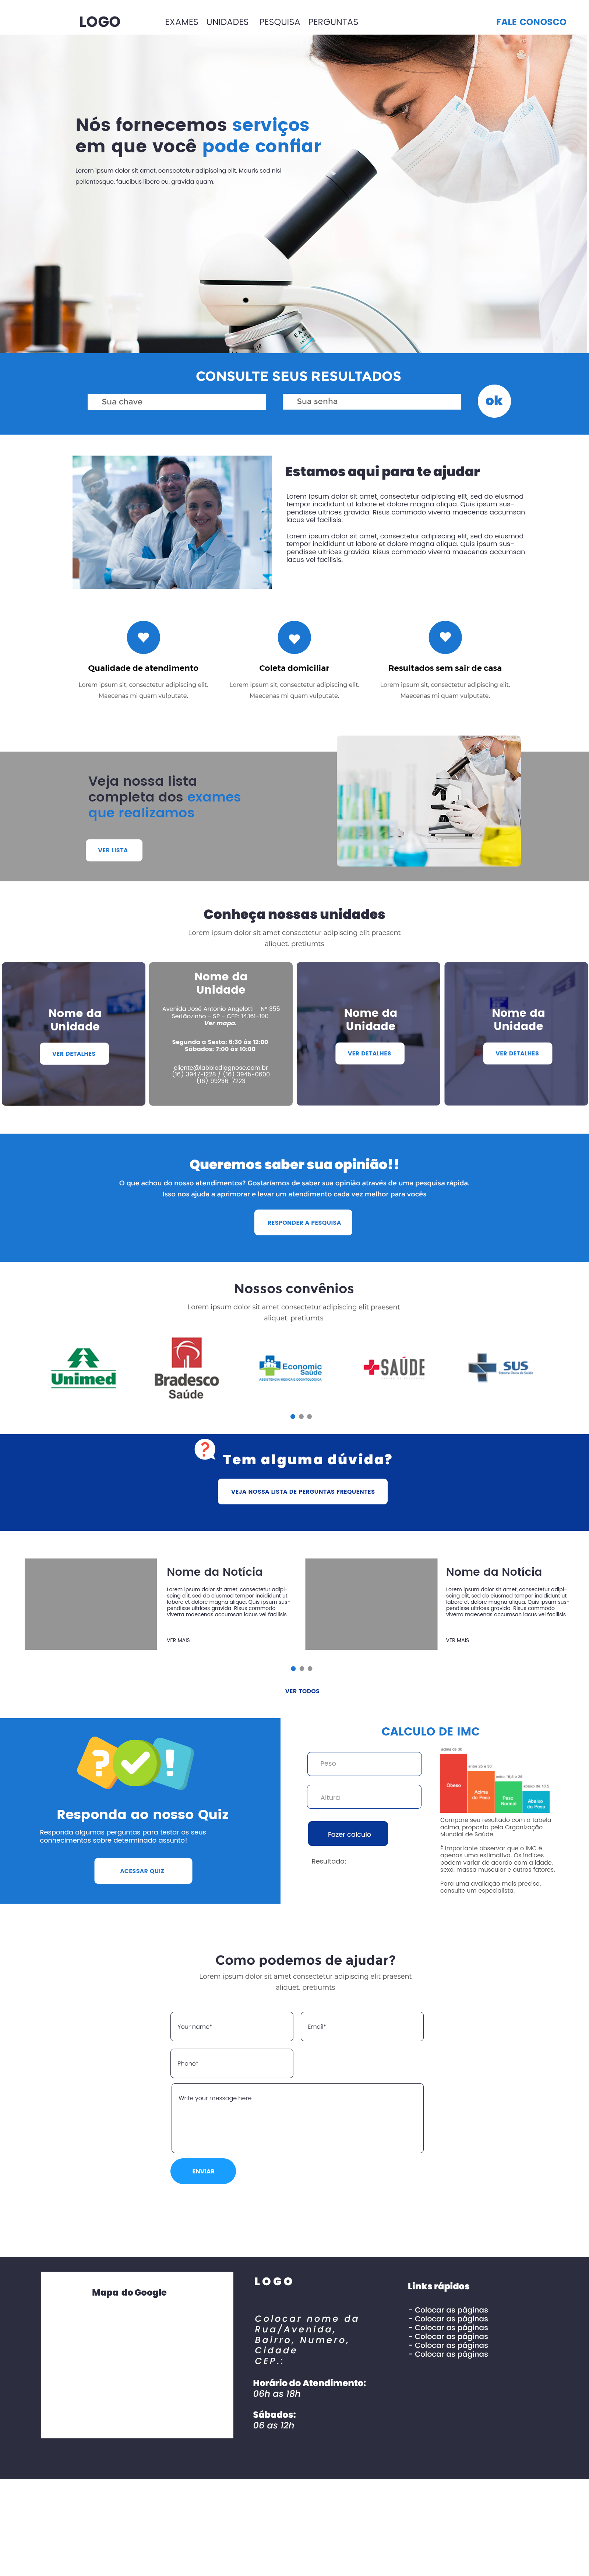 LOGO
EXAMES UNIDADES PESQUISA PERGUNTAS
FALE CONOSCO
Nós fornecemos serviços
em que você pode confiar
Lorem ipsum dolor sit amet, consectetur adipiscing elit. Mauris sed nisl
pellentesque, faucibus libero eu, gravida quam.
CONSULTE SEUS RESULTADOS
Sua chave
Sua senha
ok
Estamos aqui para te ajudar
Lorem ipsum dolor sit amet, consectetur adipiscing elit, sed do eiusmod
tempor incididunt ut labore et dolore magna aliqua. Quis ipsum sus-
pendisse ultrices gravida. Risus commodo viverra maecenas accumsan
lacus vel facilisis.
Lorem ipsum dolor sit amet, consectetur adipiscing elit, sed do eiusmod
tempor incididunt ut labore et dolore magna aliqua. Quis ipsum sus-
pendisse ultrices gravida. Risus commodo viverra maecenas accumsan
lacus vel facilisis.
Qualidade de atendimento
Lorem ipsum sit, consectetur adipiscing elit.
Maecenas mi quam vulputate.
Coleta domiciliar
Lorem ipsum sit, consectetur adipiscing elit.
Maecenas mi quam vulputate.
Resultados sem sair de casa
Lorem ipsum sit, consectetur adipiscing elit.
Maecenas mi quam vulputate.
Veja nossa lista
completa dos exames
que realizamos
VER LISTA
Conheça nossas unidades
Lorem ipsum dolor sit amet consectetur adipiscing elit praesent
aliquet. pretiumts
Nome da
Unidade
VER DETALHES
Nome da
Unidade
Avenida José Antonio Angelotti - Nº 355
Sertãozinho - SP - CEP: 14.161-190
Ver mapa.
Segunda a Sexta: 6:30 às 12:00
Sábados: 7:00 às 10:00
cliente@labbiodiagnose.com.br
(16) 3947-1228 / (16) 3945-0600
(16) 99236-7223
Nome da
Unidade
VER DETALHES
Nome da
Unidade
VER DETALHES
Queremos saber sua opinião!!
O que achou do nosso atendimentos? Gostaríamos de saber sua opinião através de uma pesquisa rápida.
Isso nos ajuda a aprimorar e levar um atendimento cada vez melhor para vocês
RESPONDER A PESQUISA
Nossos convênios
Lorem ipsum dolor sit amet consectetur adipiscing elit praesent
aliquet. pretiumts
Unimed
Bradesco
Saúde
Economic
Saúde
ASSISTÊNCIA MÉDICA E ODONTOLÓGICA
SAÚDE
SUS
Sistema Único de Saúde
?
Tem alguma dúvida?
VEJA NOSSA LISTA DE PERGUNTAS FREQUENTES
Nome da Notícia
Lorem ipsum dolor sit amet, consectetur adipi-
scing elit, sed do eiusmod tempor incididunt ut
labore et dolore magna aliqua. Quis ipsum sus-
pendisse ultrices gravida. Risus commodo
viverra maecenas accumsan lacus vel facilisis.
VER MAIS
Nome da Notícia
Lorem ipsum dolor sit amet, consectetur adipi-
scing elit, sed do eiusmod tempor incididunt ut
labore et dolore magna aliqua. Quis ipsum sus-
pendisse ultrices gravida. Risus commodo
viverra maecenas accumsan lacus vel facilisis.
VER MAIS
VER TODOS
? !
Responda ao nosso Quiz
Responda algumas perguntas para testar os seus
conhecimentos sobre determinado assunto!
ACESSAR QUIZ
CALCULO DE IMC
Peso
Altura
Fazer calculo
Resultado:
acima de 30
Obeso
entre 25 e 30
Acima
do Peso
entre 18,5 e 25
Peso
Normal
abaixo de 18,5
Abaixo
do Peso
Compare seu resultado com a tabela
acima, proposta pela Organização
Mundial de Saúde.
É importante observar que o IMC é
apenas uma estimativa. Os índices
podem variar de acordo com a idade,
sexo, massa muscular e outros fatores.
Para uma avaliação mais precisa,
consulte um especialista.
Como podemos de ajudar?
Lorem ipsum dolor sit amet consectetur adipiscing elit praesent
aliquet. pretiumts
Your name*
Email*
Phone*
Write your message here
ENVIAR
Mapa do Google
LOGO
Colocar nome da
Rua/Avenida,
Bairro, Numero,
Cidade
CEP.:
Horário do Atendimento:
06h as 18h
Sábados:
06 as 12h
Links rápidos
- Colocar as páginas
- Colocar as páginas
- Colocar as páginas
- Colocar as páginas
- Colocar as páginas
- Colocar as páginas